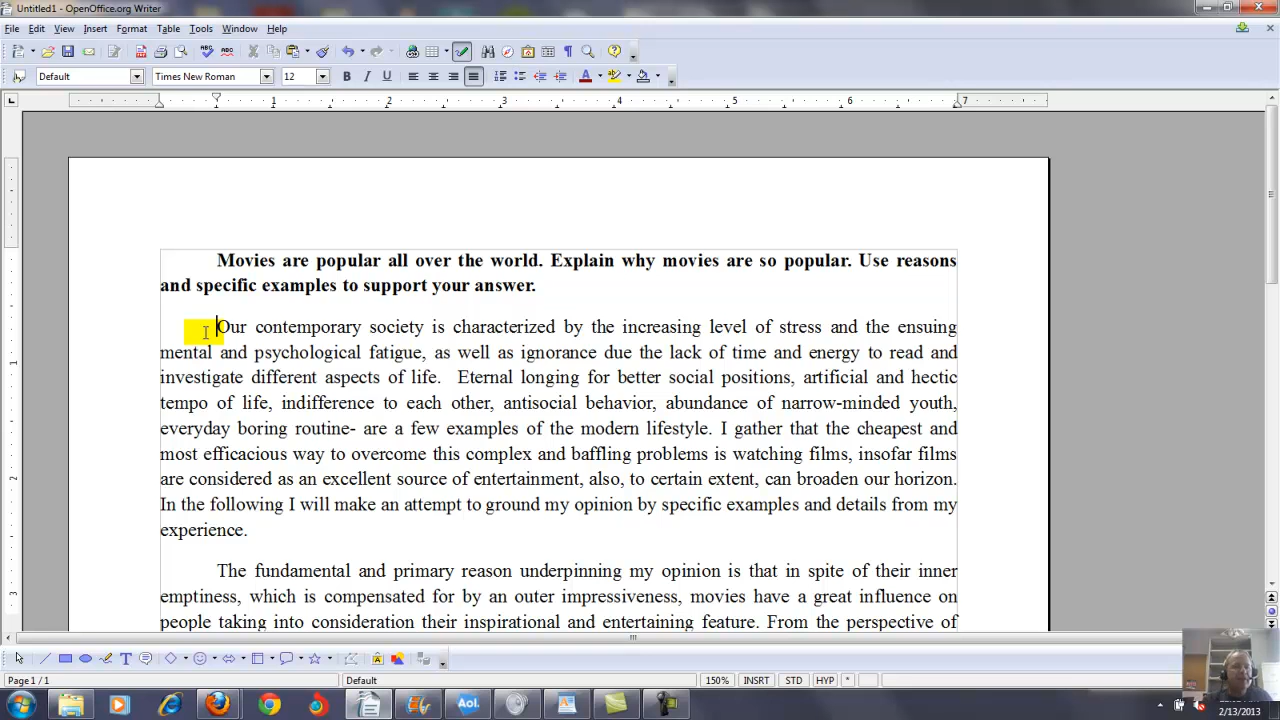 Untitled1 - OpenOffice.org Writer
File Edit View Insert Format Table Tools Window Help
Default Times New Roman 12
1 2 3 4 5 6 7
Movies are popular all over the world. Explain why movies are so popular. Use reasons
and specific examples to support your answer.
Our contemporary society is characterized by the increasing level of stress and the ensuing
mental and psychological fatigue, as well as ignorance due the lack of time and energy to read and
investigate different aspects of life. Eternal longing for better social positions, artificial and hectic
tempo of life, indifference to each other, antisocial behavior, abundance of narrow-minded youth,
everyday boring routine- are a few examples of the modern lifestyle. I gather that the cheapest and
most efficacious way to overcome this complex and baffling problems is watching films, insofar films
are considered as an excellent source of entertainment, also, to certain extent, can broaden our horizon.
In the following I will make an attempt to ground my opinion by specific examples and details from my
experience.
The fundamental and primary reason underpinning my opinion is that in spite of their inner
emptiness, which is compensated for by an outer impressiveness, movies have a great influence on
people taking into consideration their inspirational and entertaining feature. From the perspective of
1
2
3
Page 1 / 1 Default 150% INSRT STD HYP *
Aol.
2/13/2013